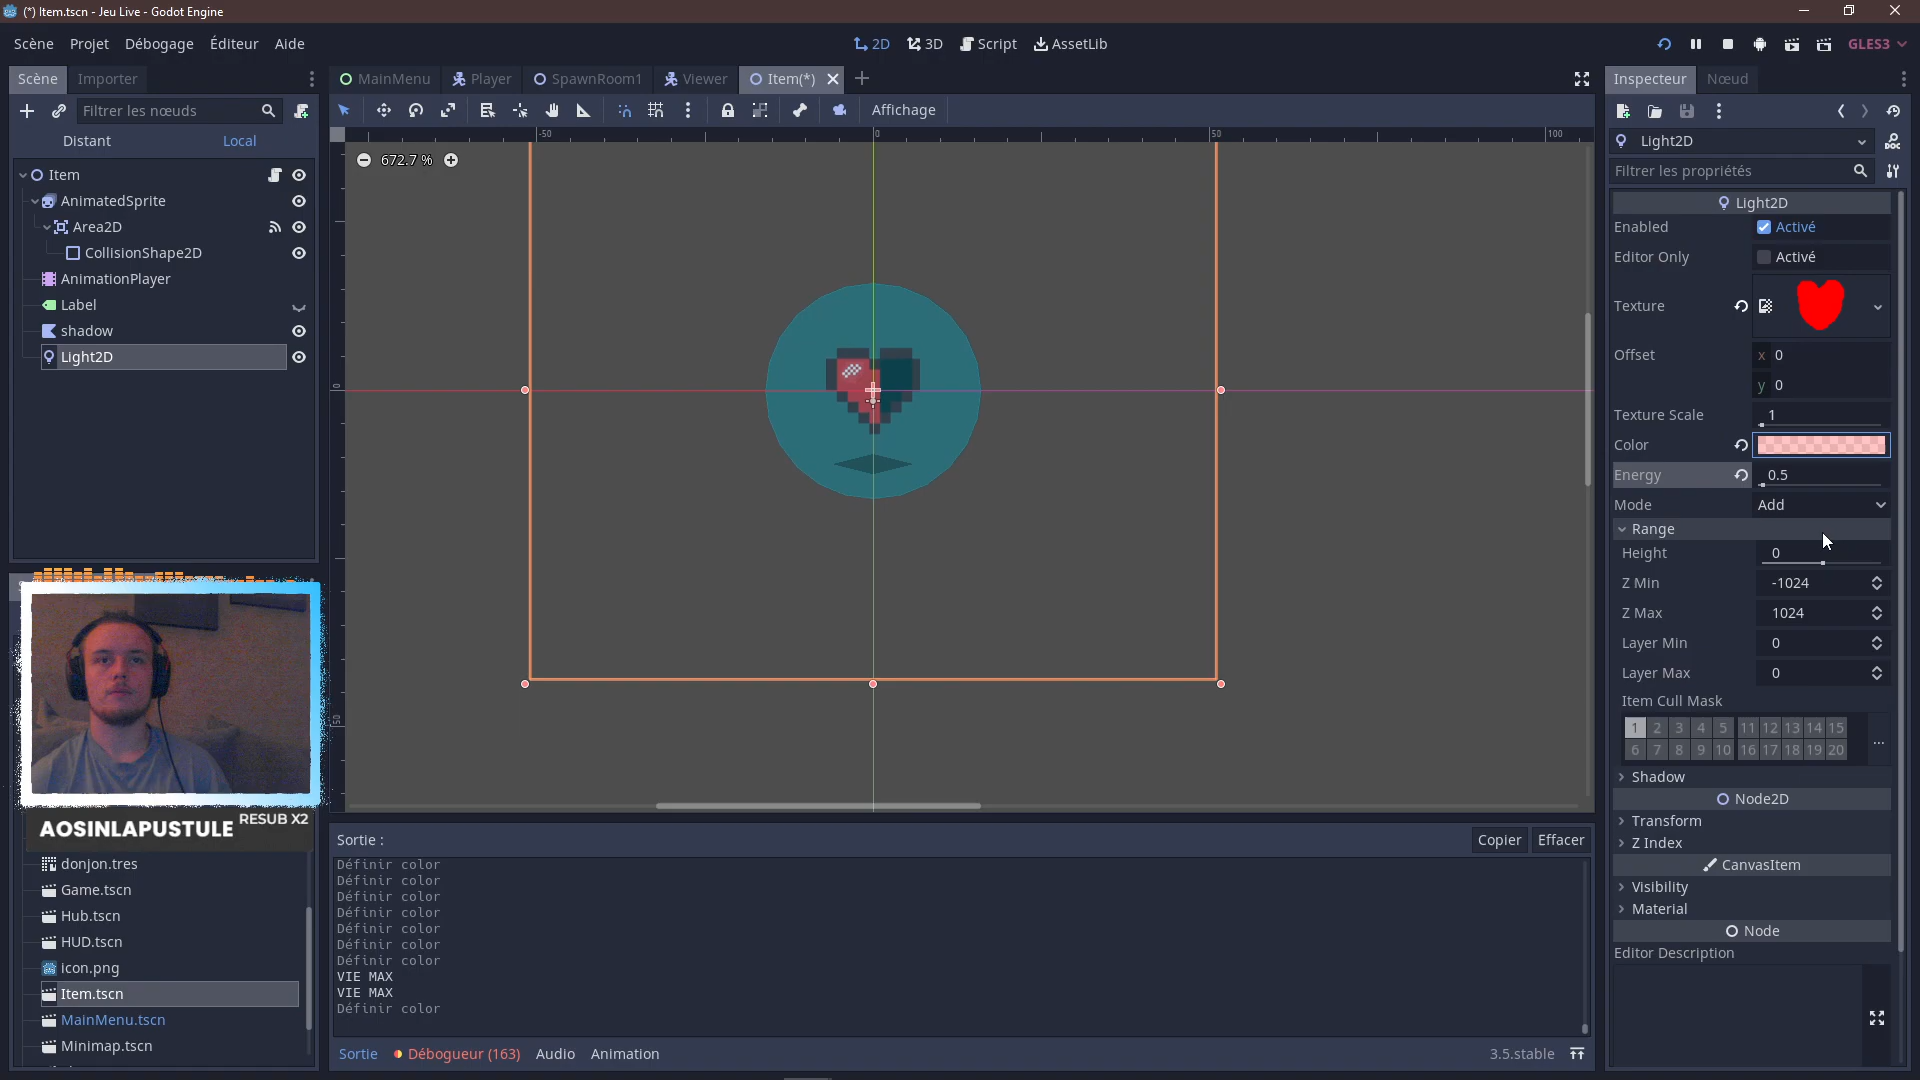 (*) Item.tscn - Jeu Live - Godot Engine
Scène Projet Débogage Éditeur Aide
2D 3D Script AssetLib
GLES3
Scène Importer
MainMenu Player SpawnRoom1 Viewer Item(*)
Inspecteur Nœud
Filtrer les nœuds
Affichage
Distant Local
Light2D
Filtrer les propriétés
-50 0 50 100
672.7 %
0
50
Item
AnimatedSprite
Area2D
CollisionShape2D
AnimationPlayer
Label
shadow
Light2D
Light2D
Enabled Activé
Editor Only Activé
Texture
Offset x 0
y 0
Texture Scale 1
Color
Energy 0.5
Mode Add
Range
Height 0
Z Min -1024
Z Max 1024
Layer Min 0
Layer Max 0
Item Cull Mask
1 2 3 4 5 11 12 13 14 15
6 7 8 9 10 16 17 18 19 20
...
Shadow
Node2D
Transform
Z Index
CanvasItem
Visibility
Material
Node
Editor Description
AOSINLAPUSTULE RESUB X2
donjon.tres
Game.tscn
Hub.tscn
HUD.tscn
icon.png
Item.tscn
MainMenu.tscn
Minimap.tscn
Sortie :
Copier Effacer
Définir color
Définir color
Définir color
Définir color
Définir color
Définir color
Définir color
VIE MAX
VIE MAX
Définir color
Sortie Débogueur (163) Audio Animation
3.5.stable